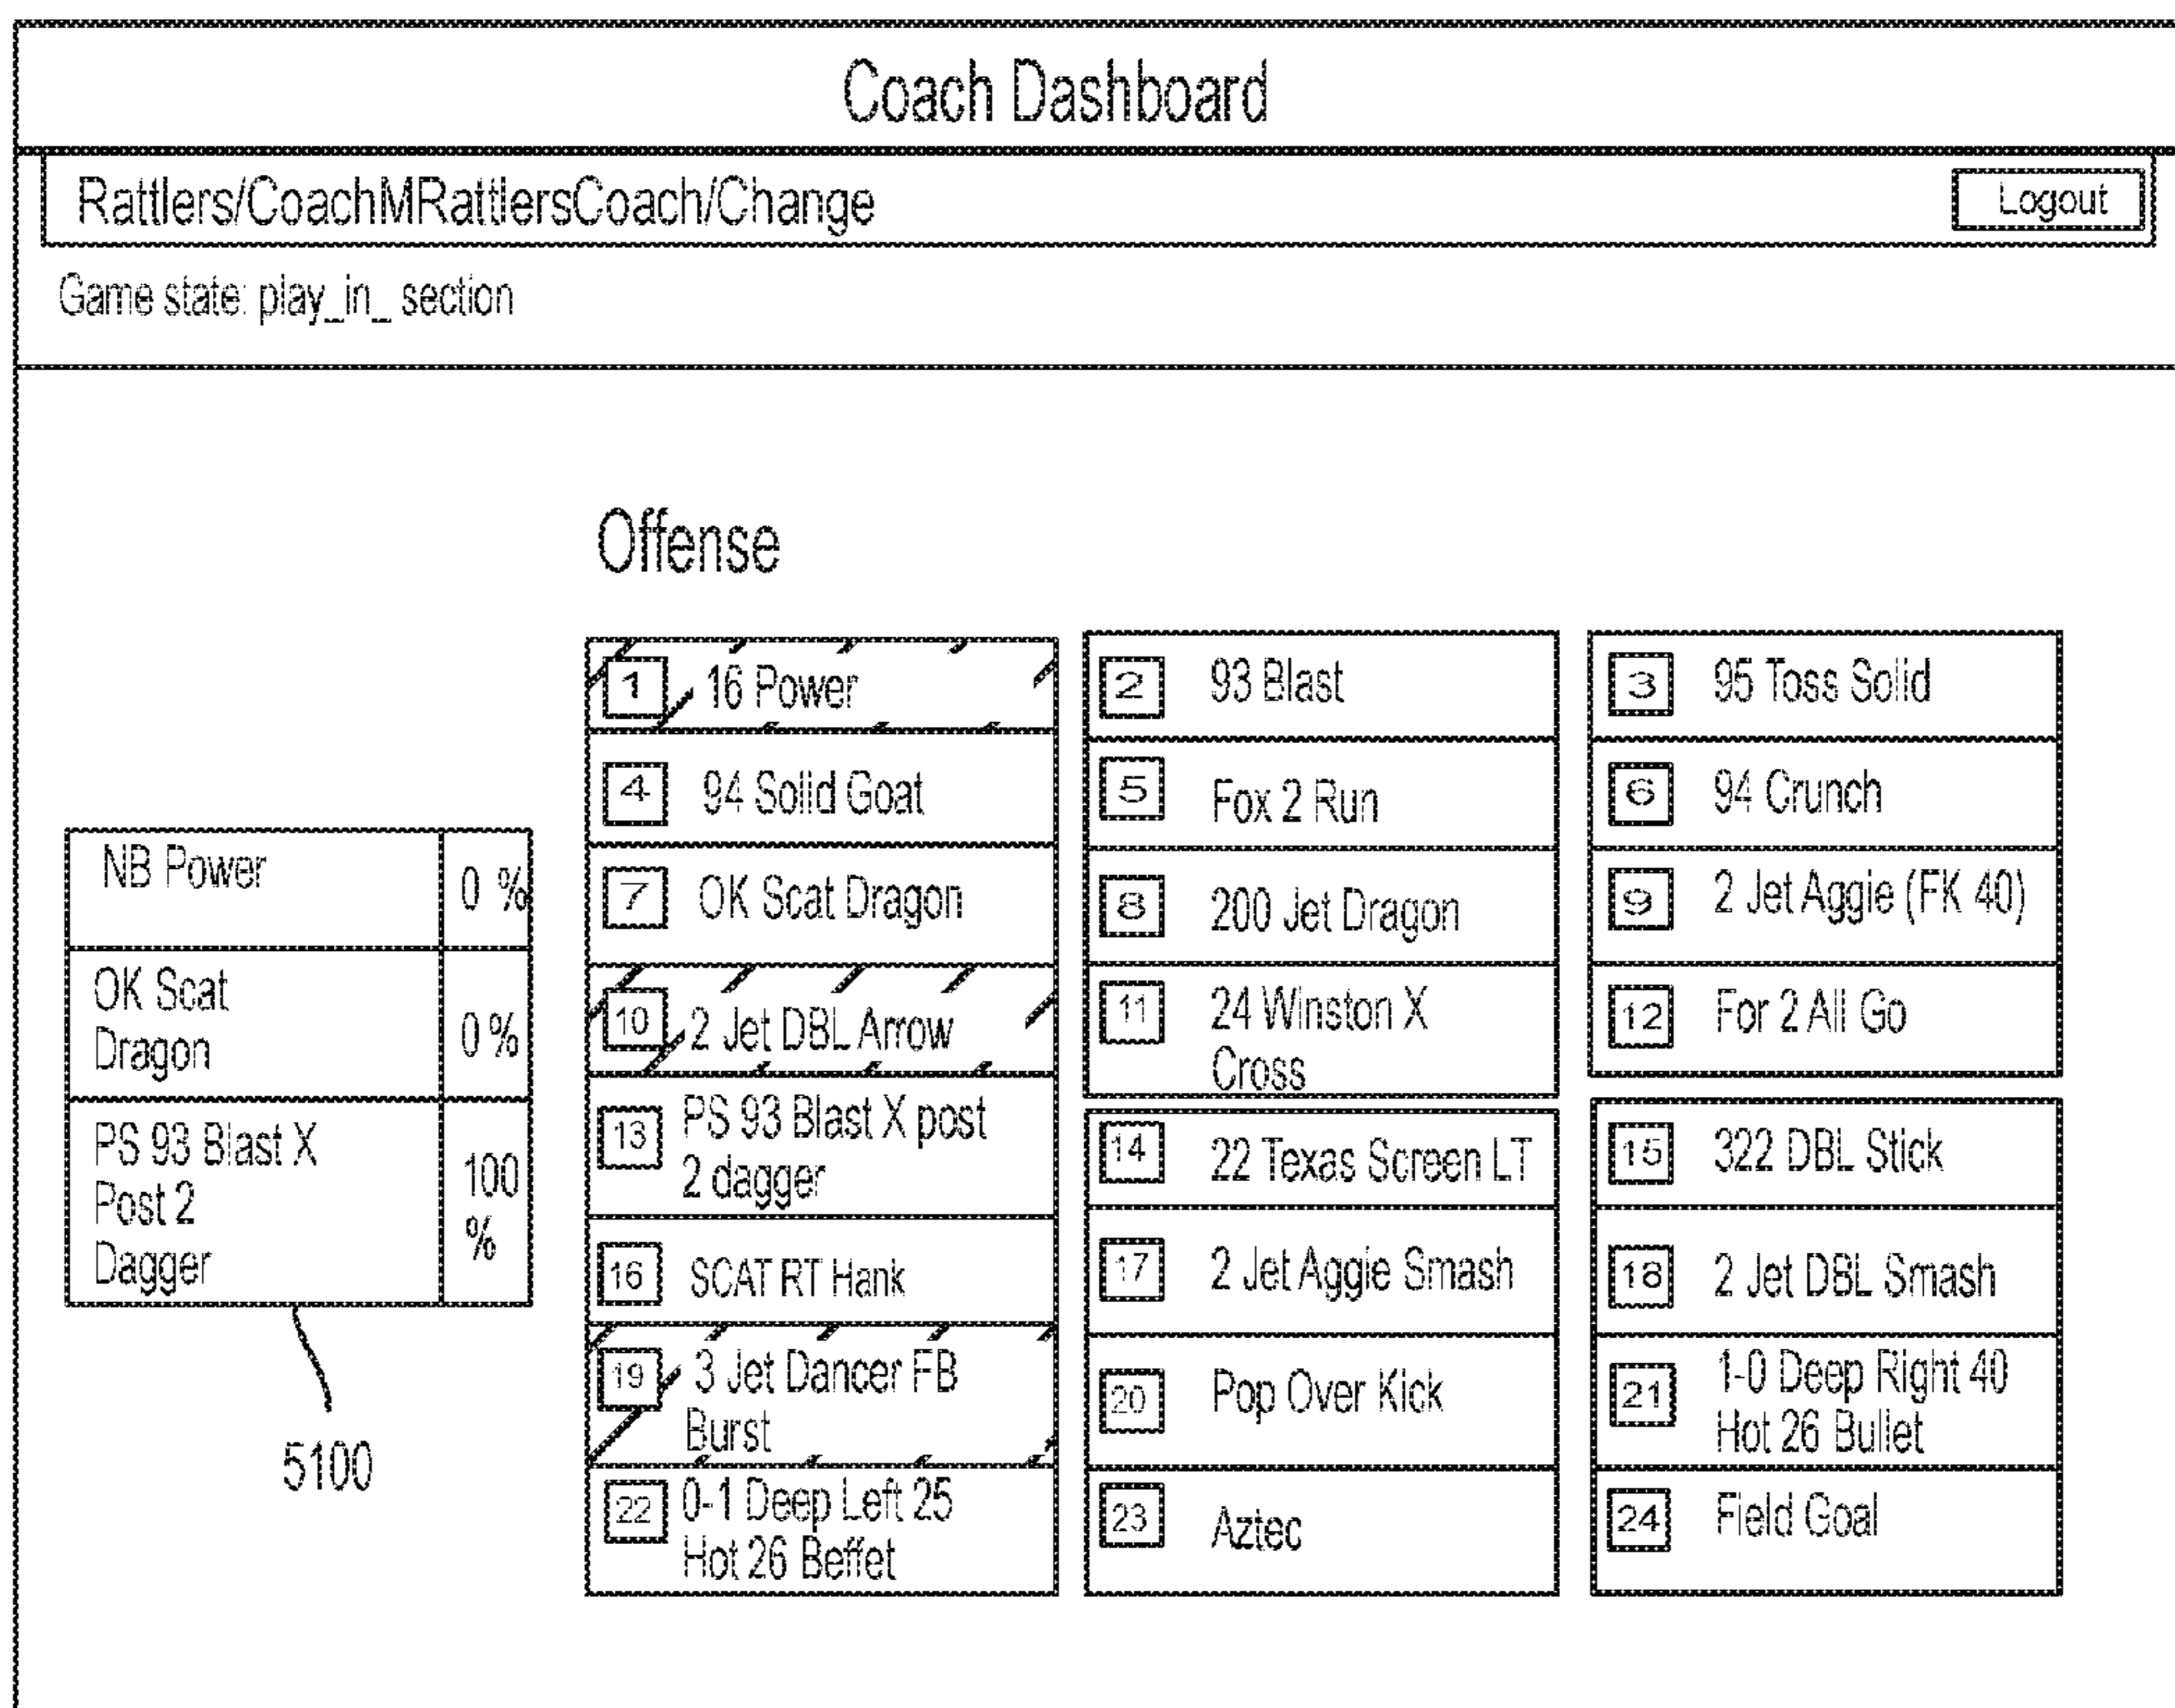 Coach Dashboard
Rattlers/CoachMRattlersCoach/Change
Logout
Game state: play_in_ section
Offense
NB Power
0 %
OK Scat
Dragon
0 %
PS 93 Blast X
Post 2
Dagger
100
%
5100
1 16 Power
4 94 Solid Goat
7 OK Scat Dragon
10 2 Jet DBL Arrow
13 PS 93 Blast X post
2 dagger
16 SCAT RT Hank
19 3 Jet Dancer FB
Burst
22 0-1 Deep Left 25
Hot 26 Beffet
2 93 Blast
5 Fox 2 Run
8 200 Jet Dragon
11 24 Winston X
Cross
14 22 Texas Screen LT
17 2 Jet Aggie Smash
20 Pop Over Kick
23 Aztec
3 95 Toss Solid
6 94 Crunch
9 2 Jet Aggie (FK 40)
12 For 2 All Go
15 322 DBL Stick
18 2 Jet DBL Smash
21 1-0 Deep Right 40
Hot 26 Bullet
24 Field Goal